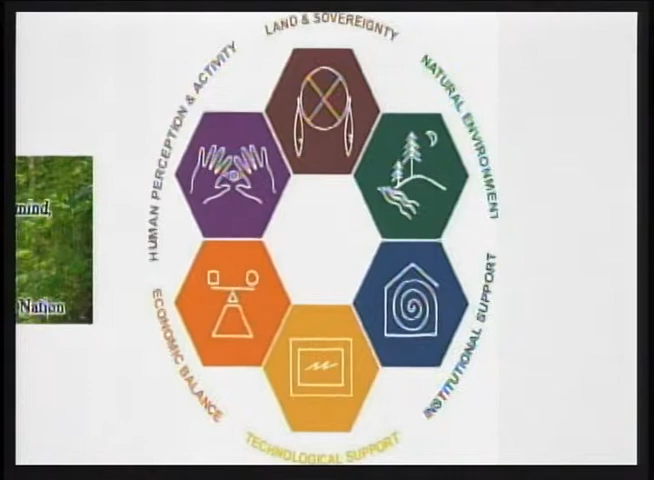 LAND & SOVEREIGNTY
NATURAL ENVIRONMENT
INSTITUTIONAL SUPPORT
TECHNOLOGICAL SUPPORT
ECONOMIC BALANCE
HUMAN PERCEPTION & ACTIVITY
mind,
Nation